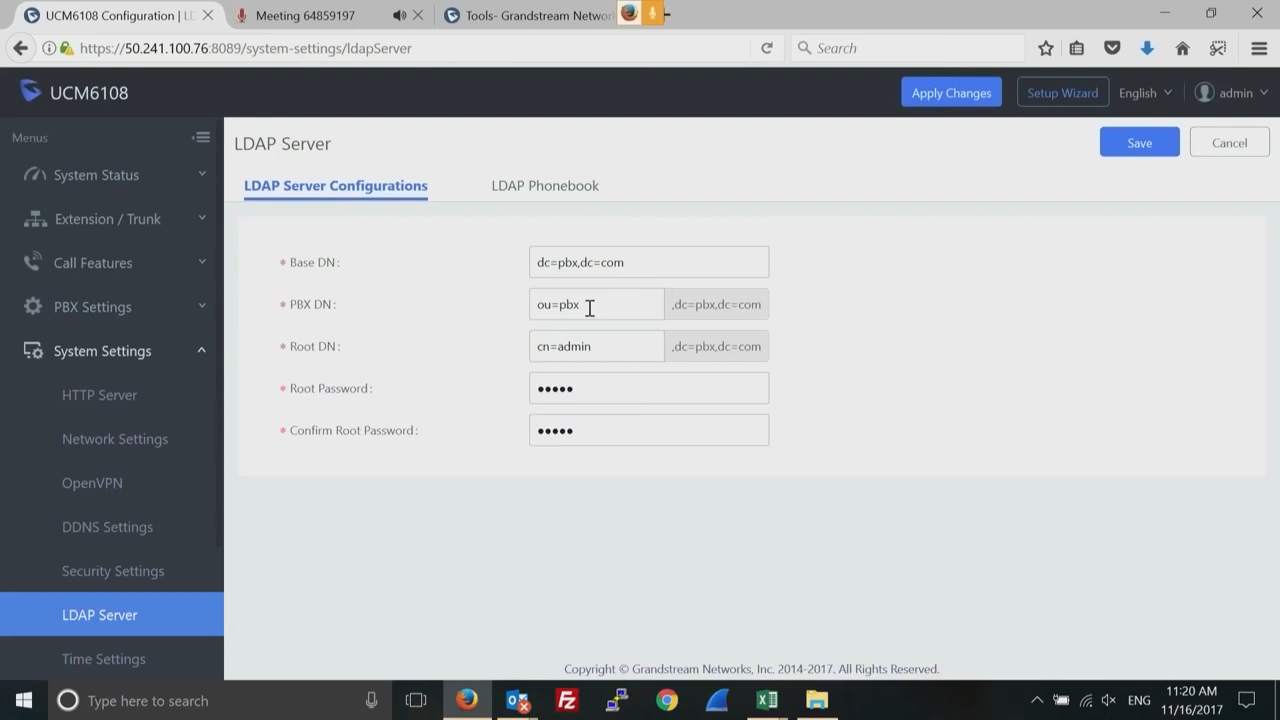 UCM6108 Configuration | LD
Meeting 64859197
Tools- Grandstream Networ
https://50.241.100.76:8089/system-settings/ldapServer
Search
UCM6108
Apply Changes
Setup Wizard
English
admin
Menus
System Status
Extension / Trunk
Call Features
PBX Settings
System Settings
HTTP Server
Network Settings
OpenVPN
DDNS Settings
Security Settings
LDAP Server
Time Settings
LDAP Server
Save
Cancel
LDAP Server Configurations
LDAP Phonebook
* Base DN: dc=pbx,dc=com
* PBX DN: ou=pbx ,dc=pbx,dc=com
* Root DN: cn=admin ,dc=pbx,dc=com
* Root Password: •••••
* Confirm Root Password: •••••
Copyright © Grandstream Networks, Inc. 2014-2017. All Rights Reserved.
Type here to search
ENG
11:20 AM
11/16/2017